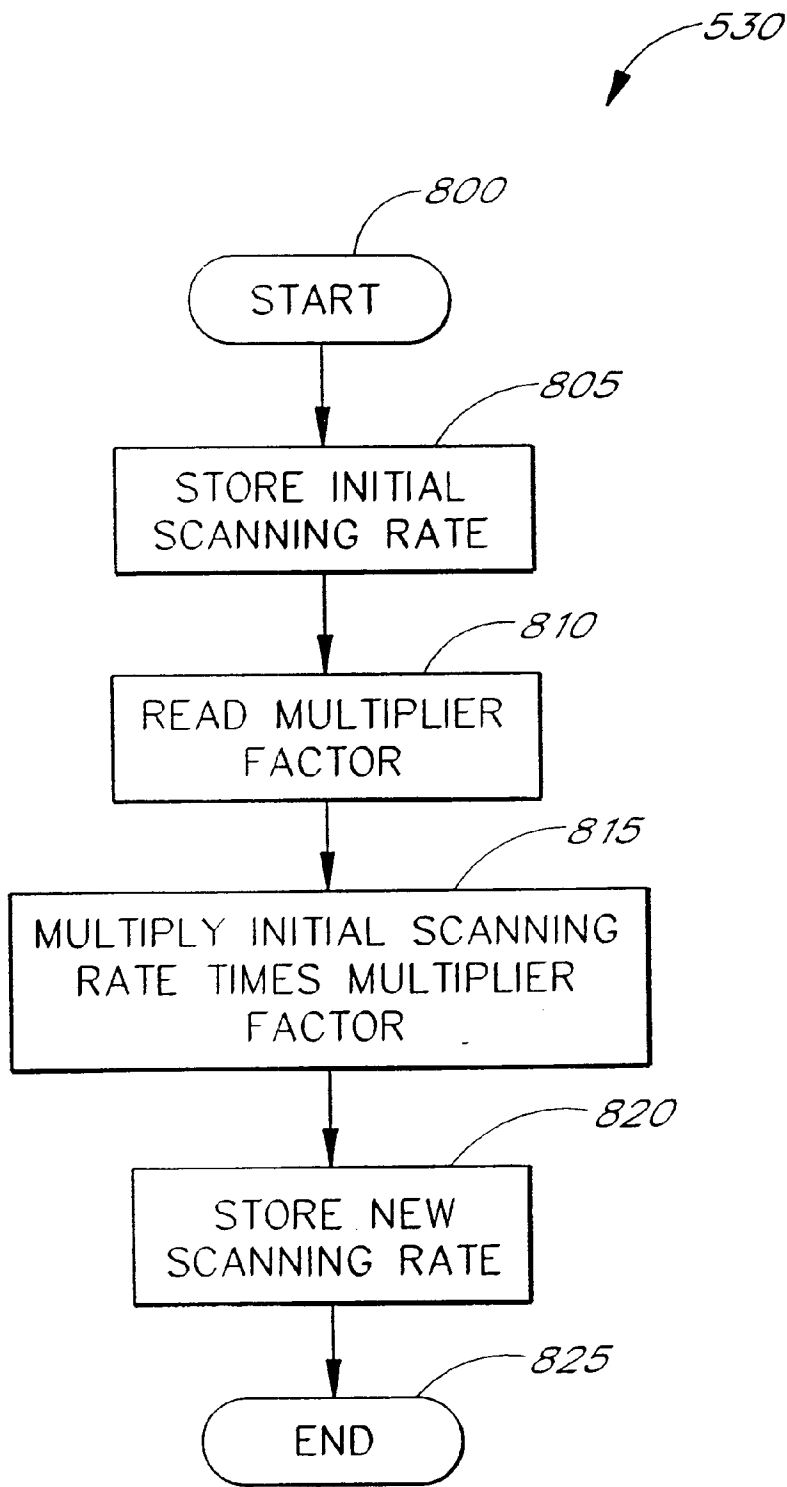 530
800
START
805
STORE INITIAL
SCANNING RATE
810
READ MULTIPLIER
FACTOR
815
MULTIPLY INITIAL SCANNING
RATE TIMES MULTIPLIER
FACTOR
820
STORE NEW
SCANNING RATE
825
END